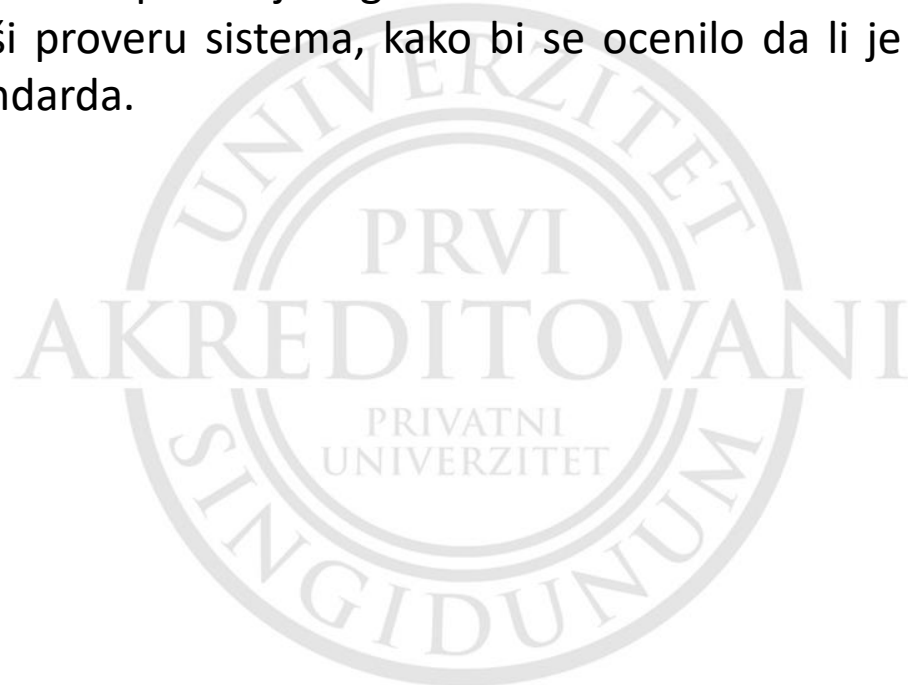 ši proveru sistema, kako bi se ocenilo da li je
ndarda.
UNIVERZITET
PRVI
AKREDITOVANI
PRIVATNI
UNIVERZITET
SINGIDUNUM